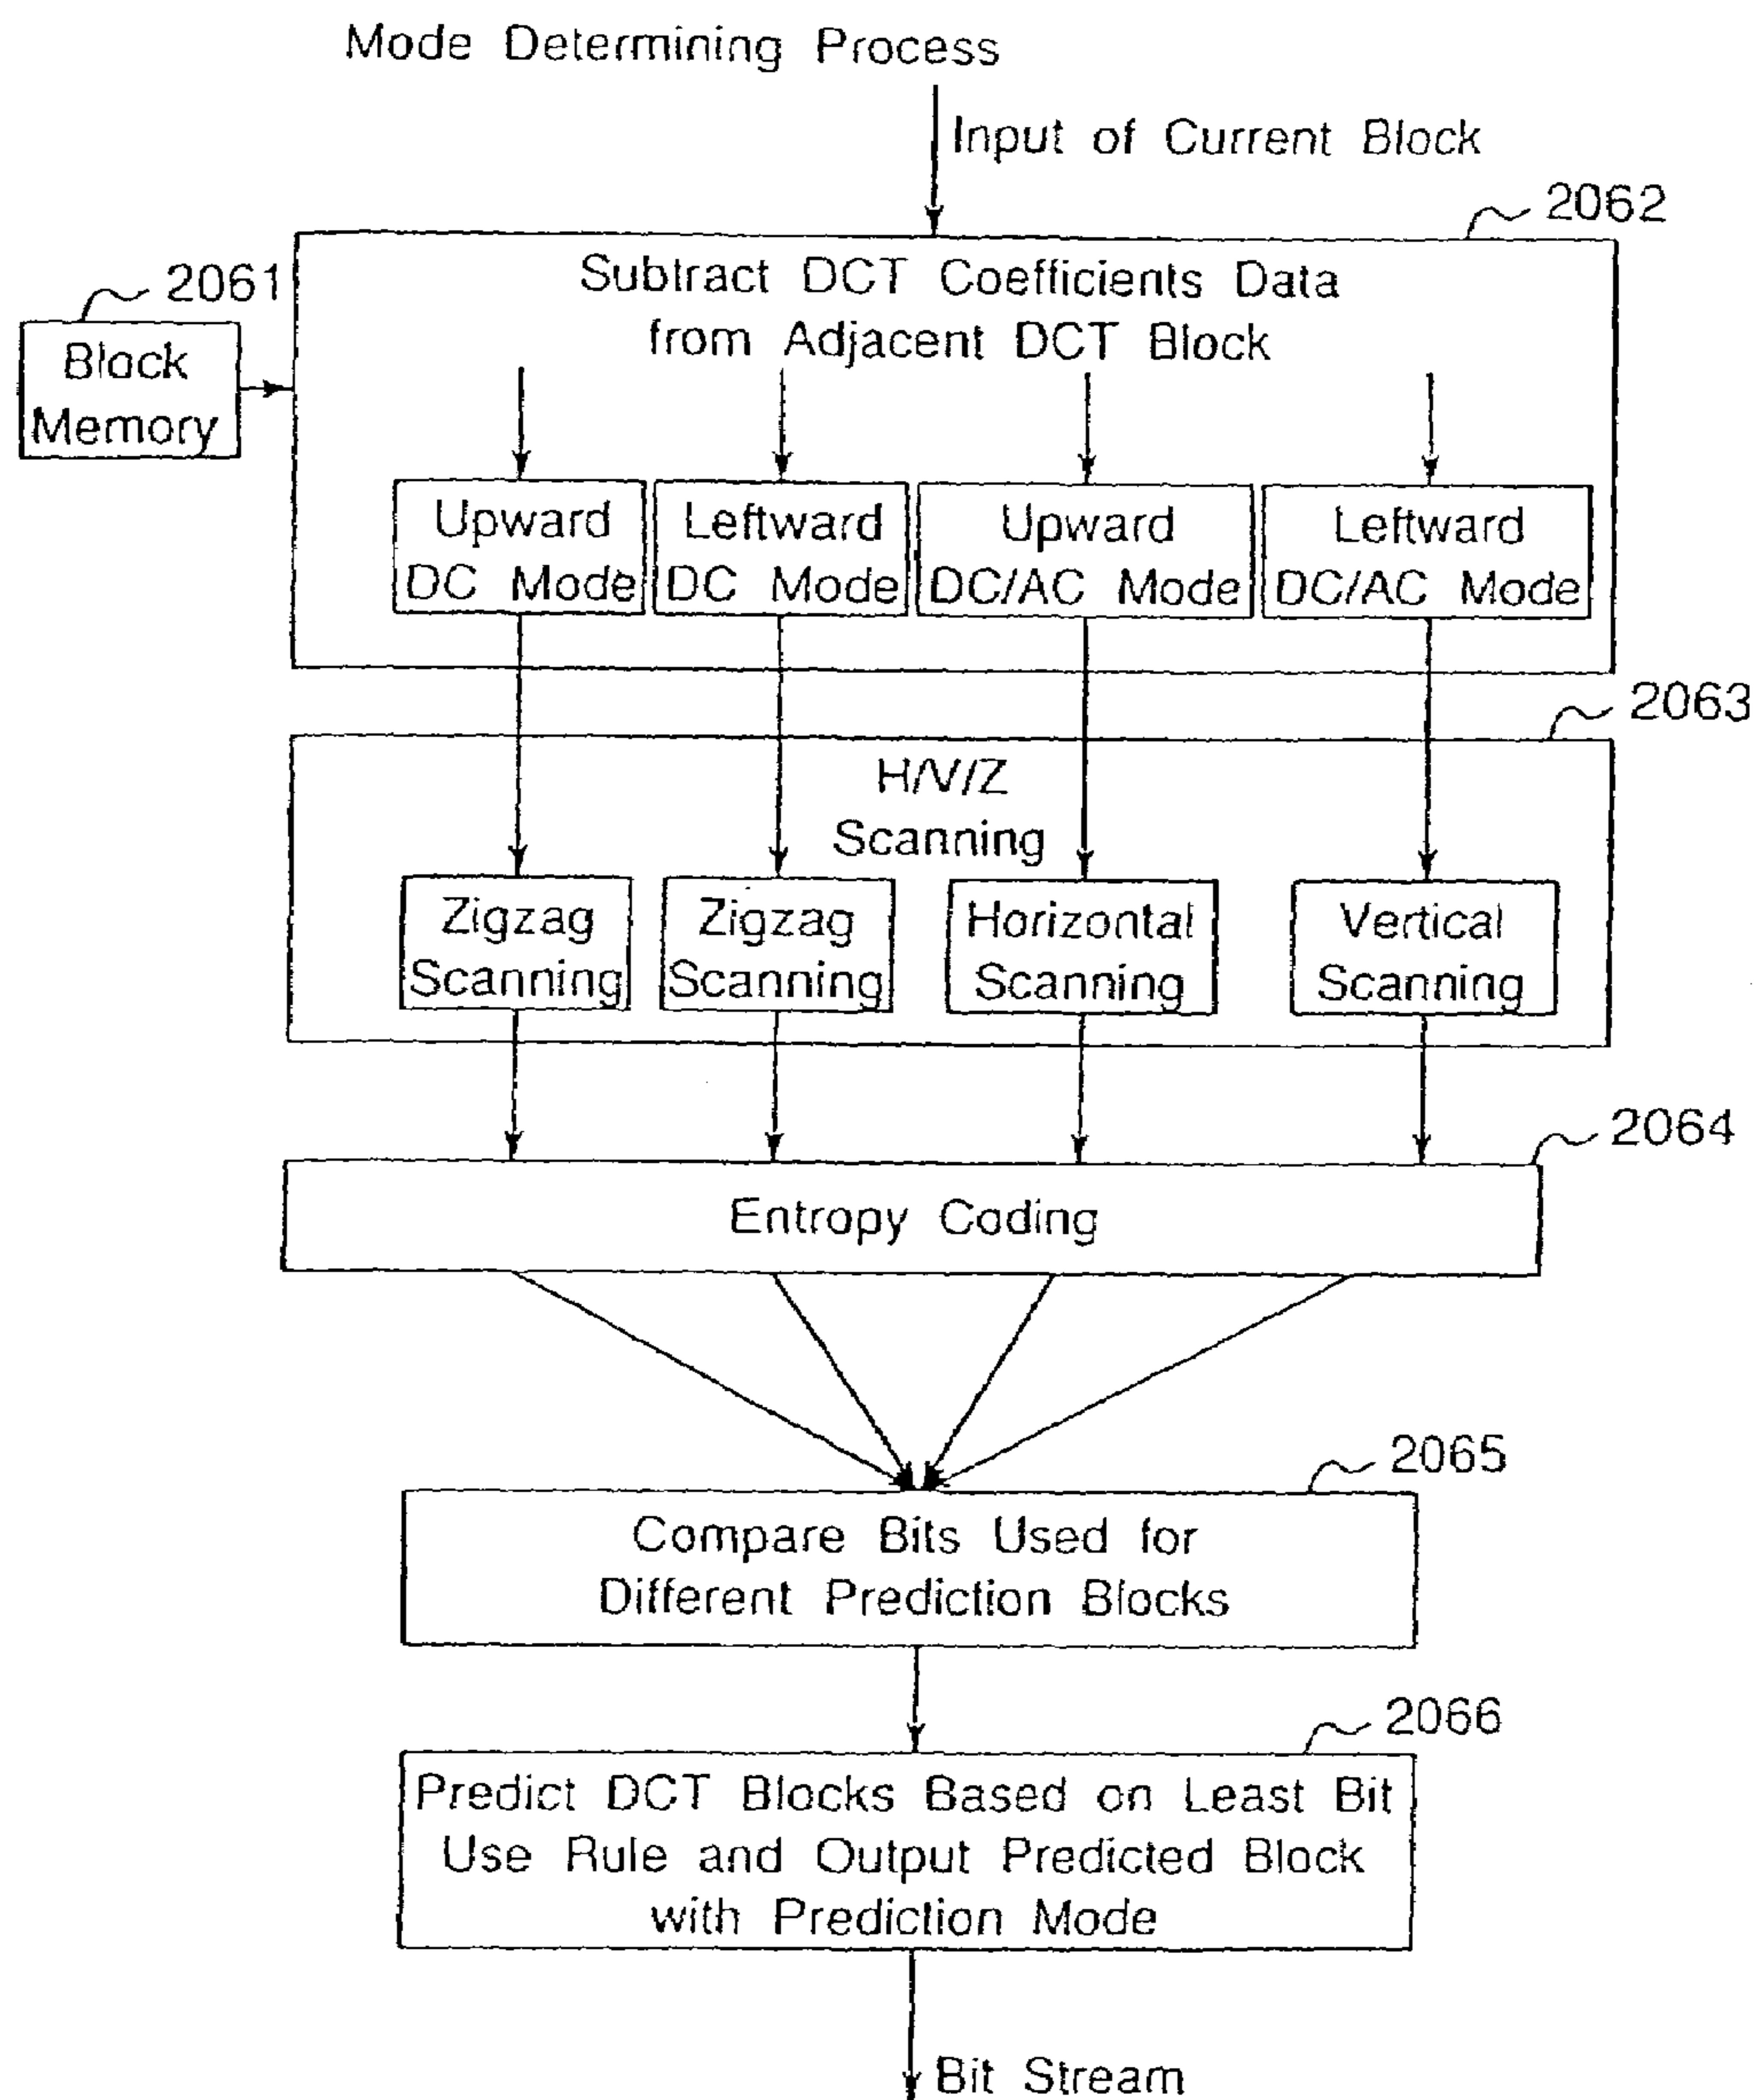 Mode Determining Process
Input of Current Block
2062
Subtract DCT Coefficients Data
from Adjacent DCT Block
2061
Block
Memory
Upward
DC Mode
Leftward
DC Mode
Upward
DC/AC Mode
Leftward
DC/AC Mode
2063
H/V/Z
Scanning
Zigzag
Scanning
Zigzag
Scanning
Horizontal
Scanning
Vertical
Scanning
2064
Entropy Coding
2065
Compare Bits Used for
Different Prediction Blocks
2066
Predict DCT Blocks Based on Least Bit
Use Rule and Output Predicted Block
with Prediction Mode
Bit Stream